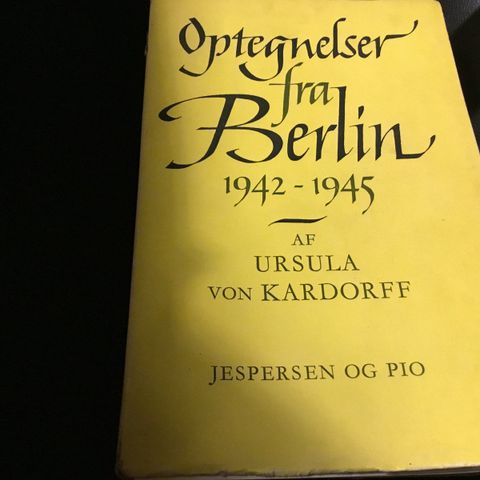 Optegnelser
fra
Berlin
1942 - 1945
AF
URSULA
VON KARDORFF
JESPERSEN OG PIO